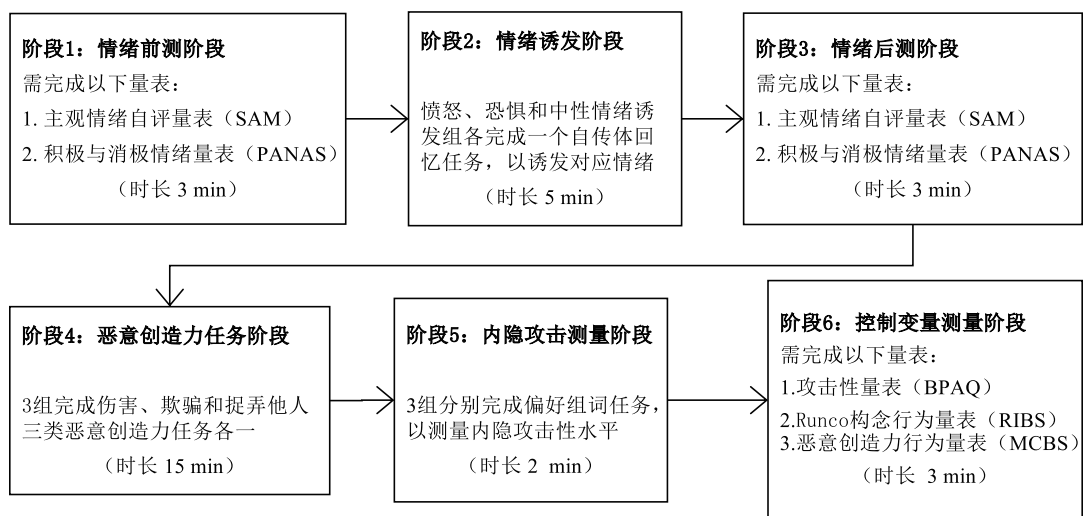 阶段1：情绪前测阶段
需完成以下量表：
1. 主观情绪自评量表（SAM）
2. 积极与消极情绪量表（PANAS）
（时长 3 min）
阶段2：情绪诱发阶段
愤怒、恐惧和中性情绪诱
发组各完成一个自传体回
忆任务，以诱发对应情绪
（时长 5 min）
阶段3：情绪后测阶段
需完成以下量表：
1. 主观情绪自评量表（SAM）
2. 积极与消极情绪量表（PANAS）
（时长 3 min）
阶段4：恶意创造力任务阶段
3组完成伤害、欺骗和捉弄他人
三类恶意创造力任务各一
（时长 15 min）
阶段5：内隐攻击测量阶段
3组分别完成偏好组词任务，
以测量内隐攻击性水平
（时长 2 min）
阶段6：控制变量测量阶段
需完成以下量表：
1.攻击性量表（BPAQ）
2.Runco构念行为量表（RIBS）
3.恶意创造力行为量表（MCBS）
（时长 3 min）